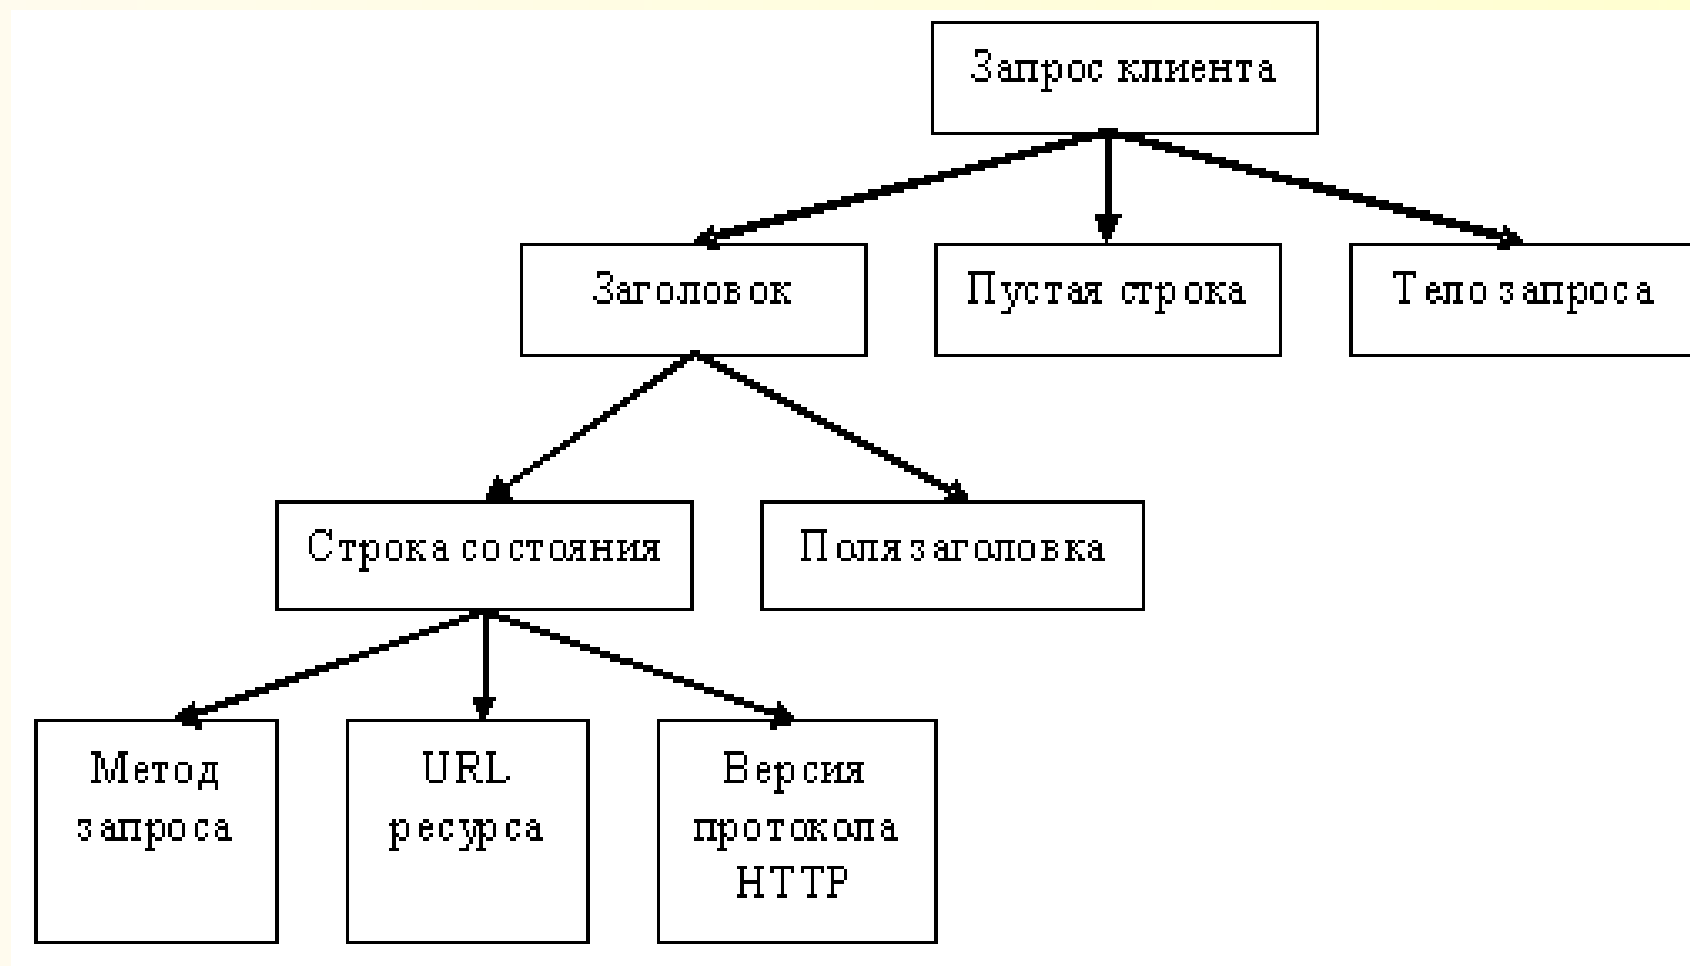 Запрос клиента
Заголовок
Пустая строка
Тело запроса
Строка состояния
Поля заголовка
Метод
запроса
URL
ресурса
Версия
протокола
HTTP